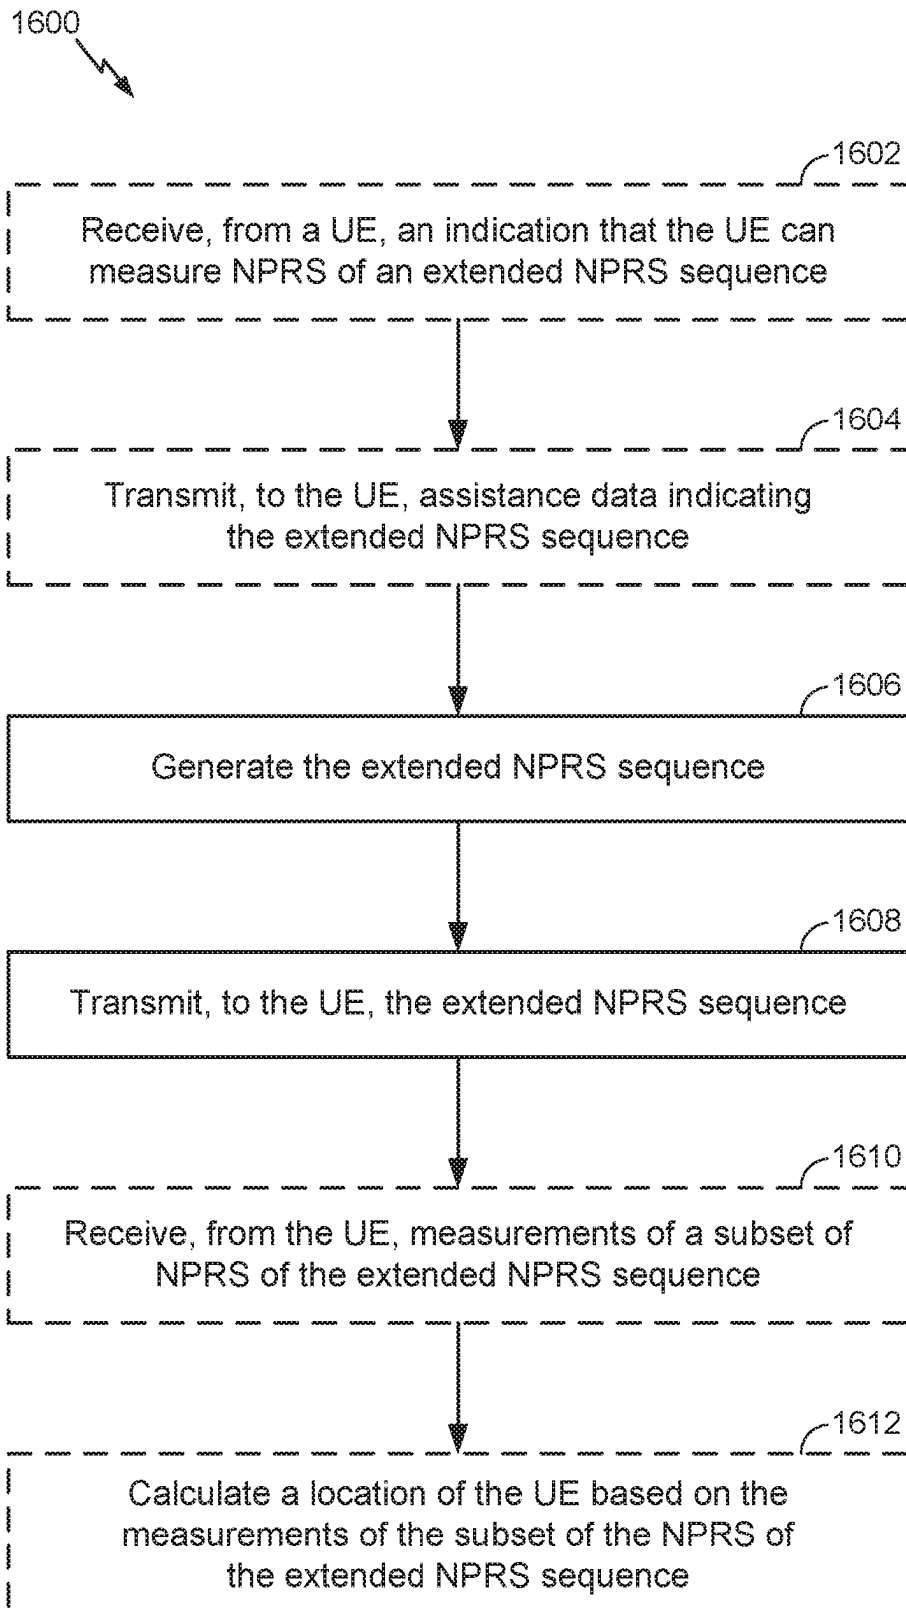 1600
1602
Receive, from a UE, an indication that the UE can
measure NPRS of an extended NPRS sequence
1604
Transmit, to the UE, assistance data indicating
the extended NPRS sequence
1606
Generate the extended NPRS sequence
1608
Transmit, to the UE, the extended NPRS sequence
1610
Receive, from the UE, measurements of a subset of
NPRS of the extended NPRS sequence
1612
Calculate a location of the UE based on the
measurements of the subset of the NPRS of
the extended NPRS sequence